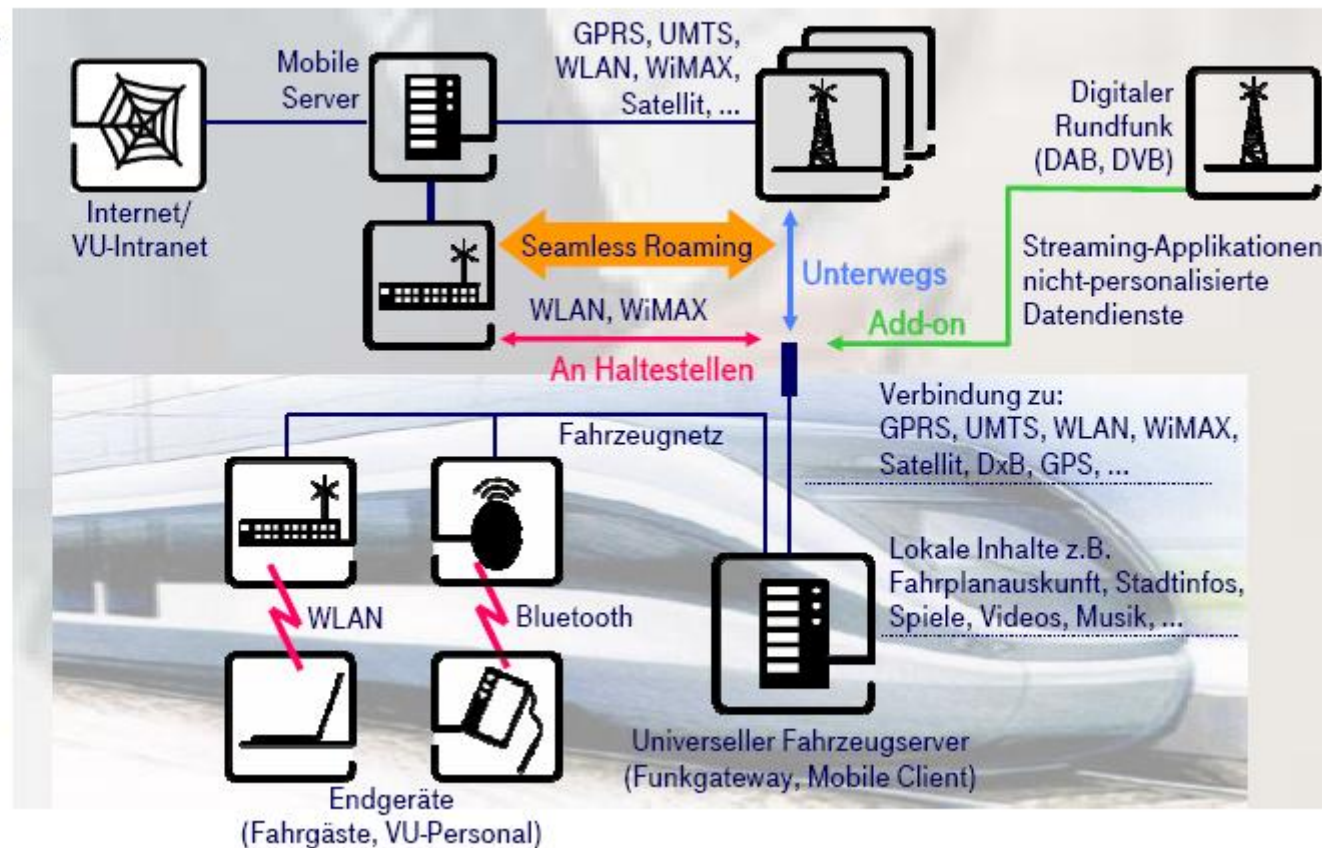 Mobile
Server
GPRS, UMTS,
WLAN, WiMAX,
Satellit, ...
Digitaler
Rundfunk
(DAB, DVB)
Internet/
VU-Intranet
Seamless Roaming
Unterwegs
Streaming-Applikationen
nicht-personalisierte
Datendienste
WLAN, WiMAX
Add-on
An Haltestellen
Verbindung zu:
GPRS, UMTS, WLAN, WiMAX,
Satellit, DxB, GPS, ...
Fahrzeugnetz
Lokale Inhalte z.B.
Fahrplanauskunft, Stadtinfos,
Spiele, Videos, Musik, ...
WLAN
Bluetooth
Universeller Fahrzeugserver
(Funkgateway, Mobile Client)
Endgeräte
(Fahrgäste, VU-Personal)